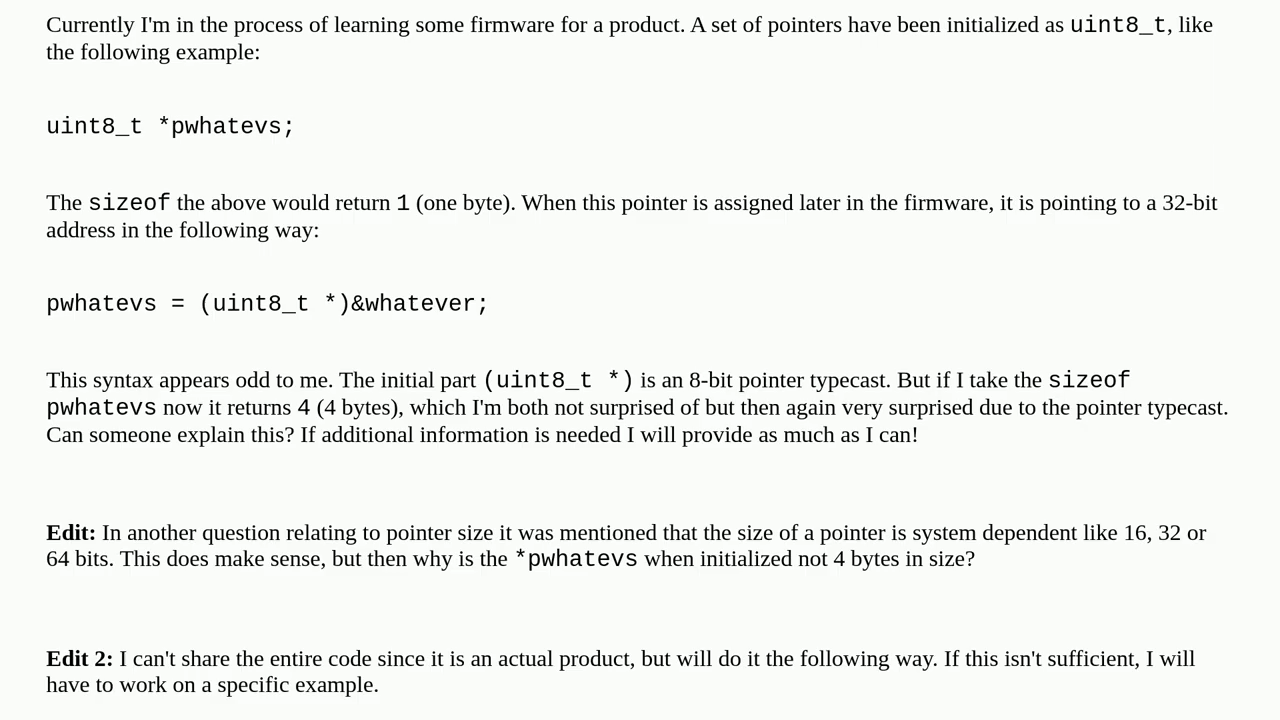 Currently I'm in the process of learning some firmware for a product. A set of pointers have been initialized as uint8_t, like
the following example:
uint8_t *pwhatevs;
The sizeof the above would return 1 (one byte). When this pointer is assigned later in the firmware, it is pointing to a 32-bit
address in the following way:
pwhatevs = (uint8_t *)&whatever;
This syntax appears odd to me. The initial part (uint8_t *) is an 8-bit pointer typecast. But if I take the sizeof
pwhatevs now it returns 4 (4 bytes), which I'm both not surprised of but then again very surprised due to the pointer typecast.
Can someone explain this? If additional information is needed I will provide as much as I can!
Edit: In another question relating to pointer size it was mentioned that the size of a pointer is system dependent like 16, 32 or
64 bits. This does make sense, but then why is the *pwhatevs when initialized not 4 bytes in size?
Edit 2: I can't share the entire code since it is an actual product, but will do it the following way. If this isn't sufficient, I will
have to work on a specific example.